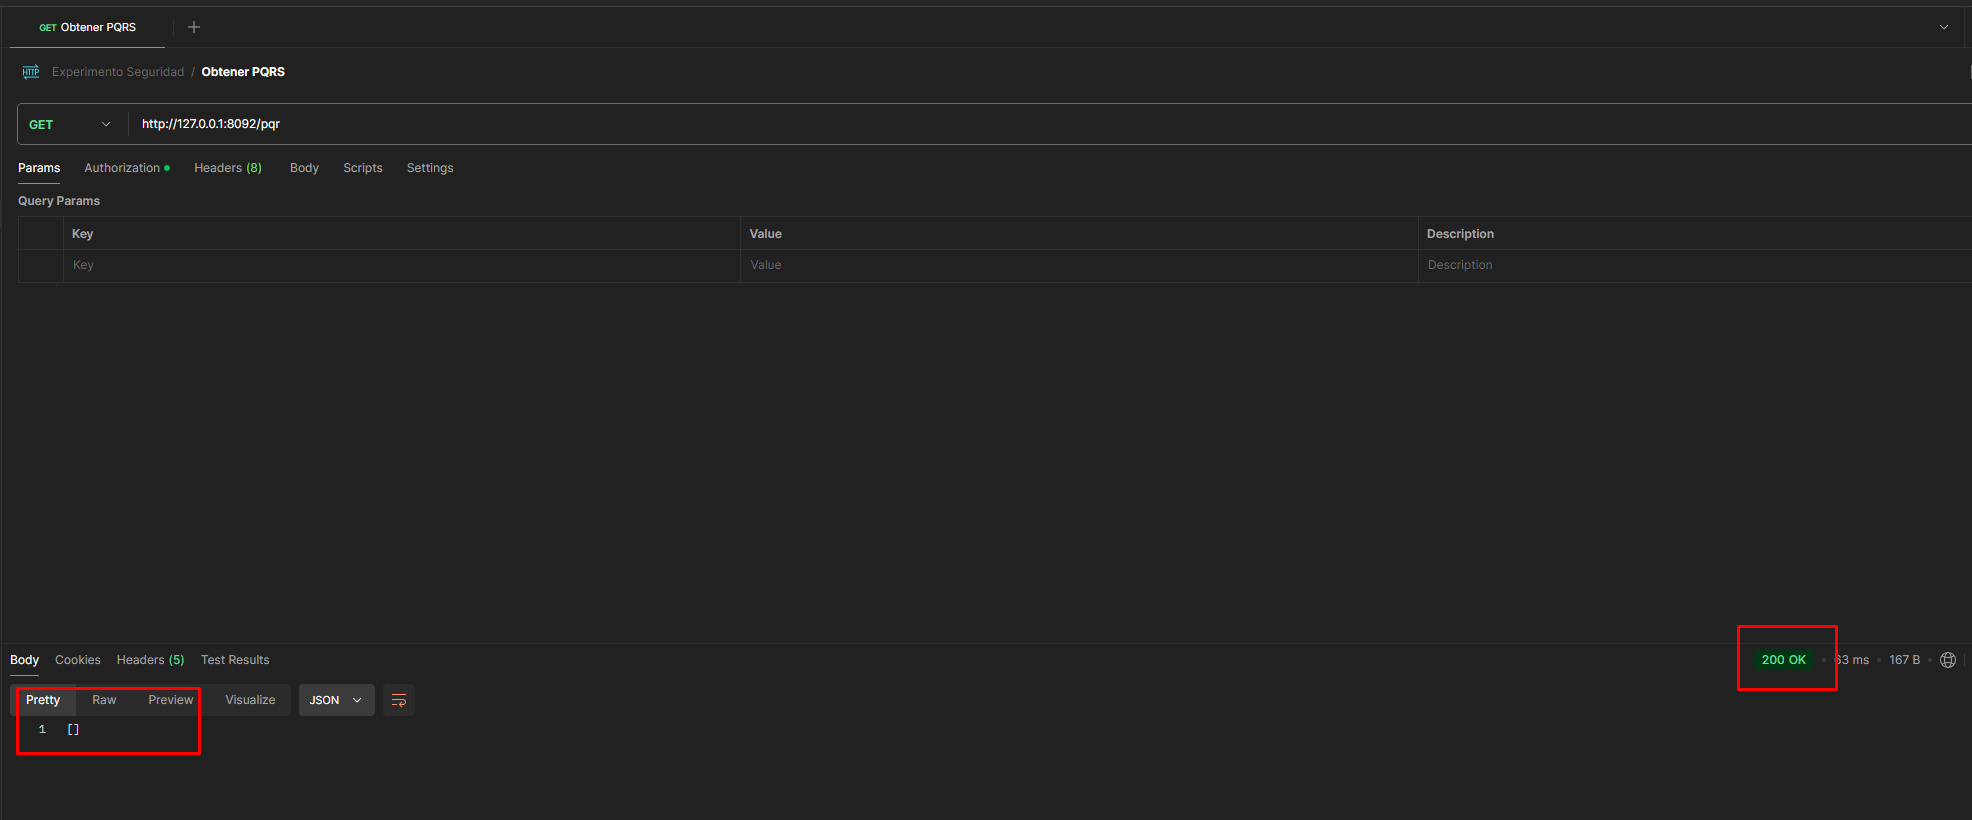 GET Obtener PQRS
HTTP Experimento Seguridad / Obtener PQRS
GET http://127.0.0.1:8092/pqr
Params Authorization Headers (8) Body Scripts Settings
Query Params
Key Value Description
Key Value Description
Body Cookies Headers (5) Test Results 200 OK 63 ms 167 B
Pretty Raw Preview Visualize JSON
1 []